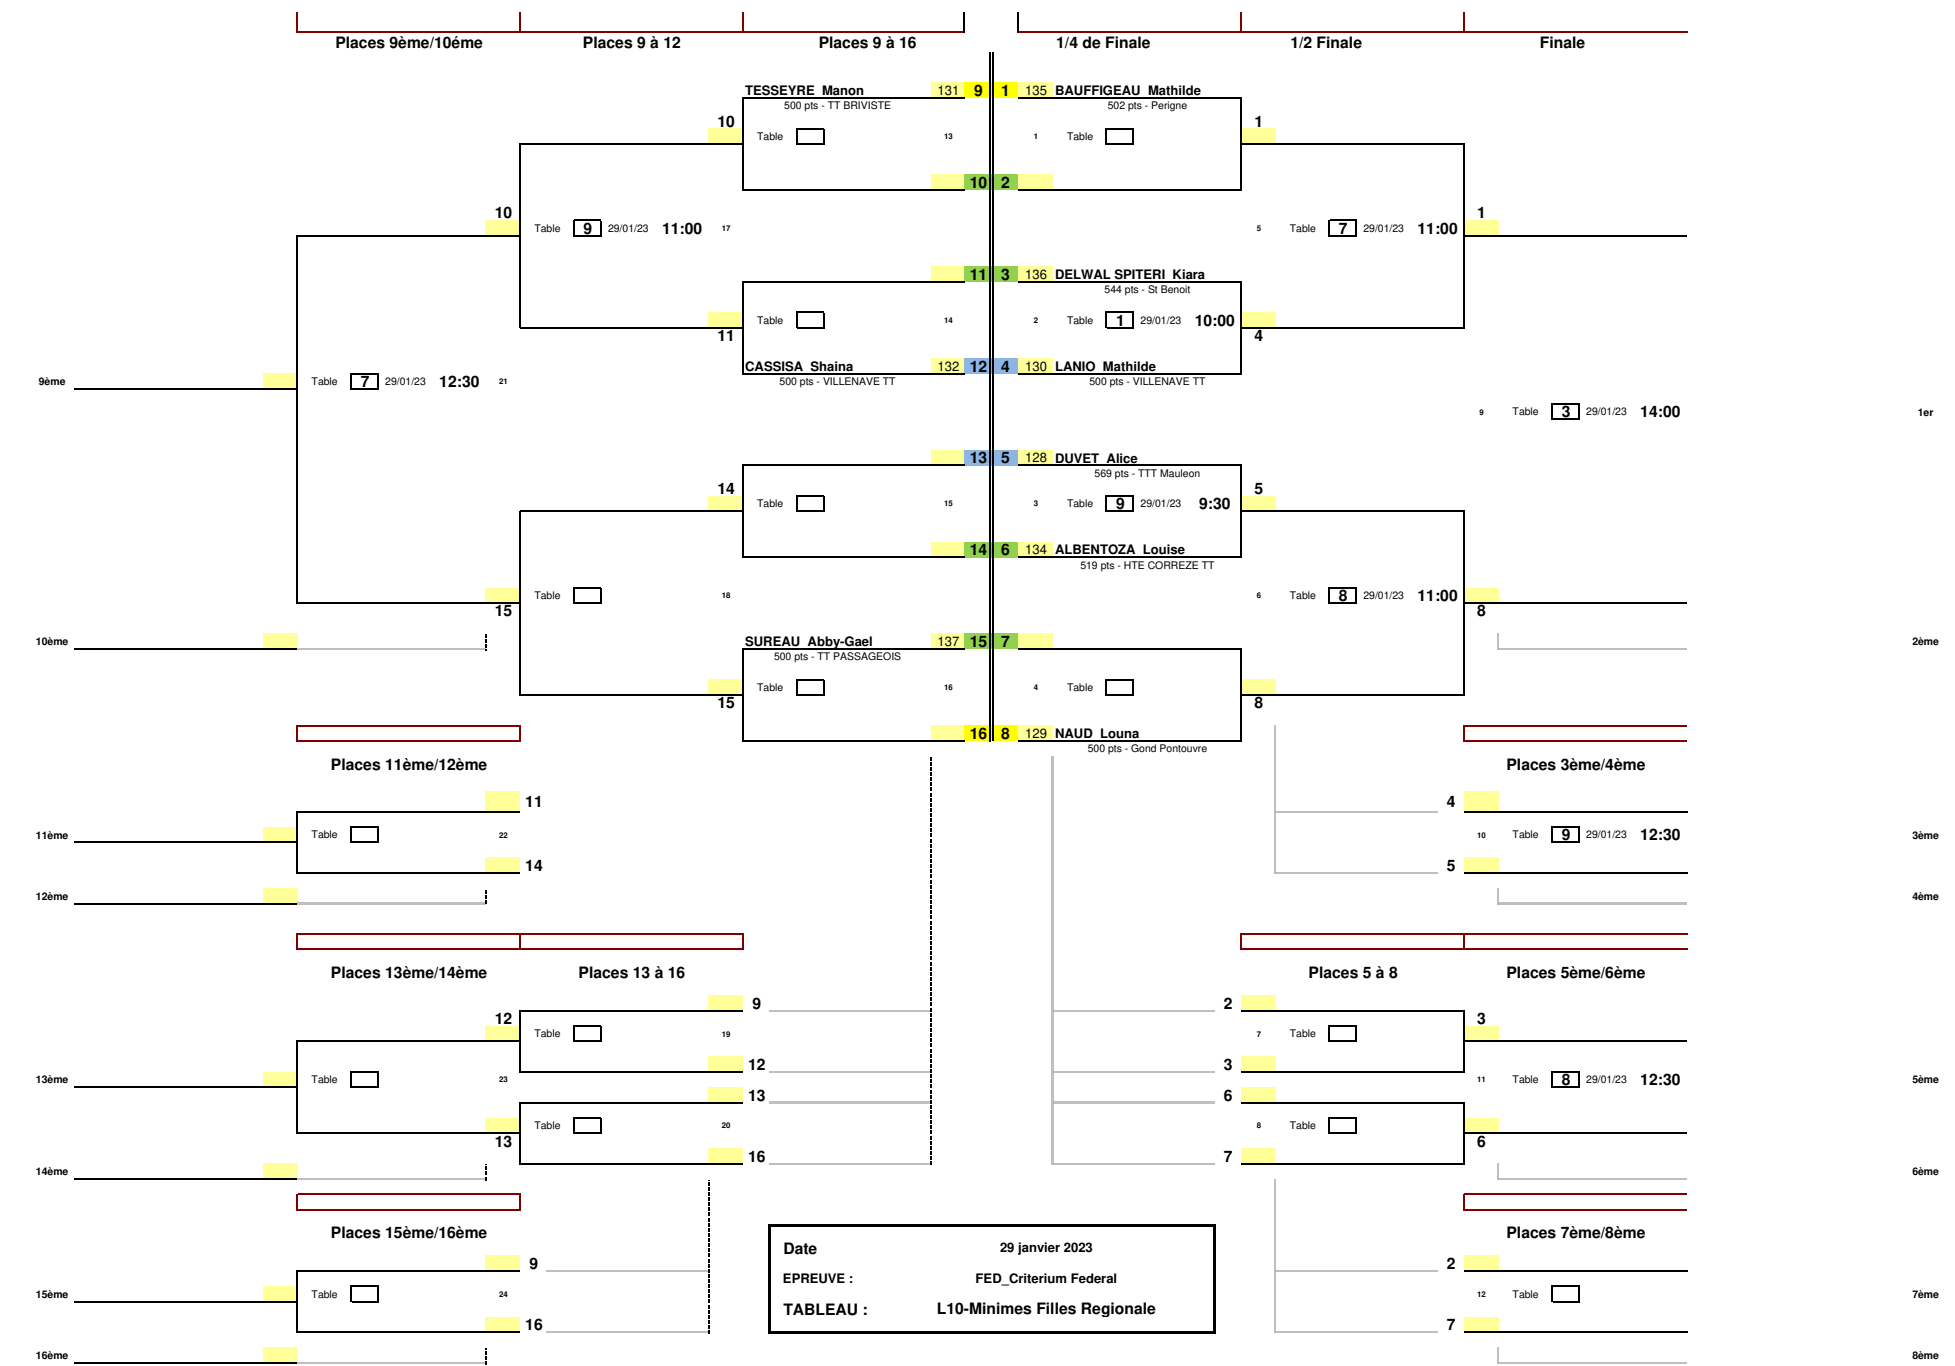 Places 9ème/10éme Places 9 à 12 Places 9 à 16 1/4 de Finale 1/2 Finale Finale
TESSEYRE Manon 131 9 1 135 BAUFFIGEAU Mathilde
500 pts - TT BRIVISTE 502 pts - Perigne
10 1
Table 13 1 Table
10 2
10 1
Table 9 29/01/23 11:00 17 5 Table 7 29/01/23 11:00
11 3 136 DELWAL SPITERI Kiara
544 pts - St Benoit
Table 14 2 Table 1 29/01/23 10:00
11 4
CASSISA Shaina 132 12 4 130 LANIO Mathilde
500 pts - VILLENAVE TT 500 pts - VILLENAVE TT
9ème Table 7 29/01/23 12:30 21
9 Table 3 29/01/23 14:00 1er
13 5 128 DUVET Alice
569 pts - TTT Mauleon
14 5
Table 15 3 Table 9 29/01/23 9:30
14 6 134 ALBENTOZA Louise
519 pts - HTE CORREZE TT
Table 18 6 Table 8 29/01/23 11:00
15 8
10ème SUREAU Abby-Gael 137 15 7 2ème
500 pts - TT PASSAGEOIS
Table 16 4 Table
15 8
16 8 129 NAUD Louna
500 pts - Gond Pontouvre
Places 11ème/12ème Places 3ème/4ème
11 4
11ème Table 22 10 Table 9 29/01/23 12:30 3ème
14 5
12ème 4ème
Places 13ème/14ème Places 13 à 16 Places 5 à 8 Places 5ème/6ème
9 2
12 3
Table 19 7 Table
12 3
13ème Table 23 11 Table 8 29/01/23 12:30 5ème
13 6
Table 20 8 Table
13 6
16 7
14ème 6ème
Places 15ème/16ème Places 7ème/8ème
Date 29 janvier 2023
9 2
EPREUVE : FED_Criterium Federal
15ème Table 24 12 Table 7ème
TABLEAU : L10-Minimes Filles Regionale
16 7
16ème 8ème